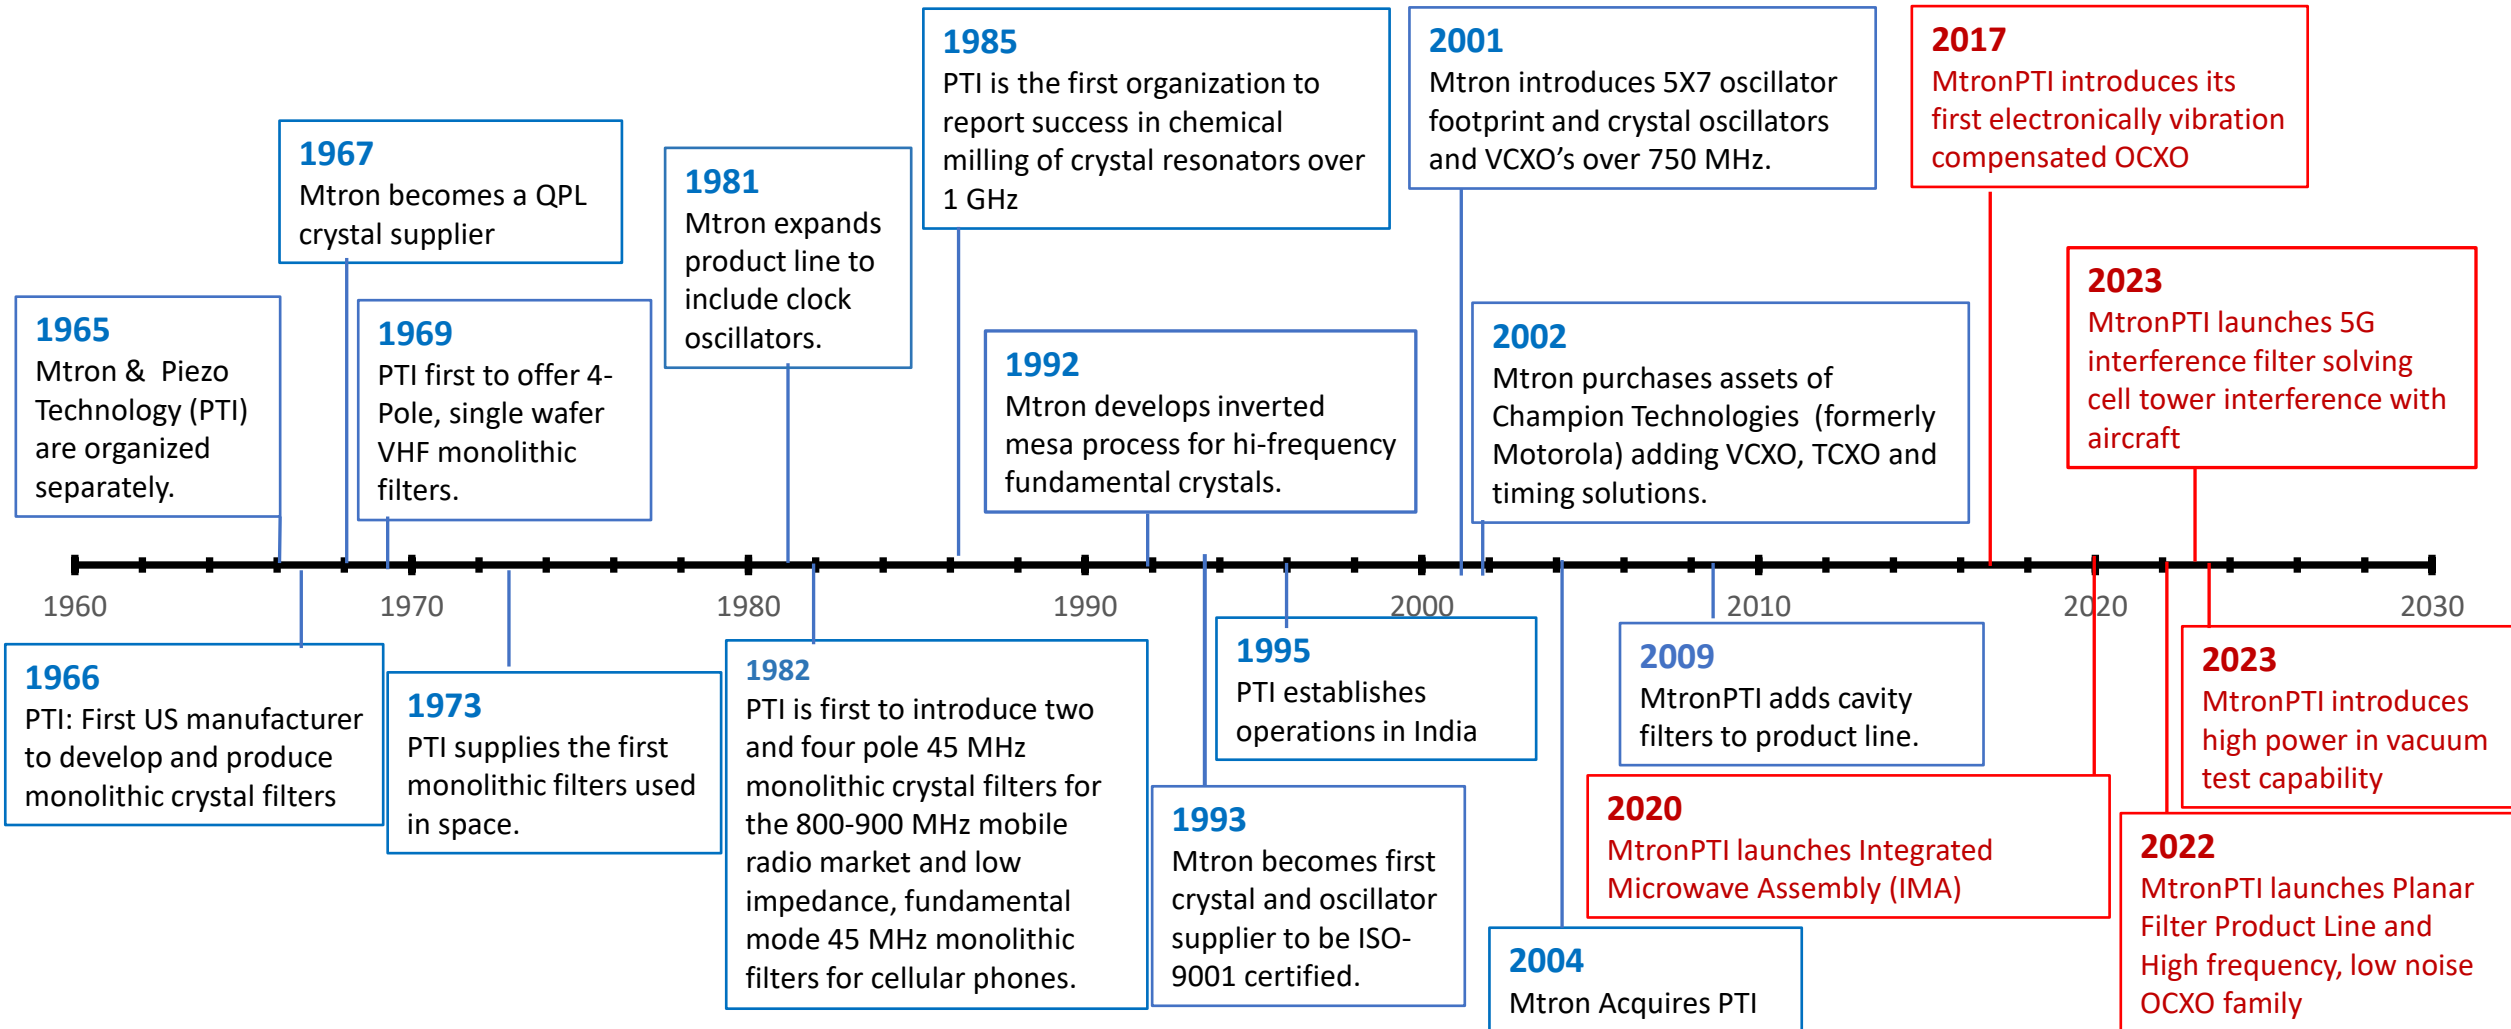 1965
Mtron & Piezo
Technology (PTI)
are organized
separately.
1967
Mtron becomes a QPL
crystal supplier
1969
PTI first to offer 4-
Pole, single wafer
VHF monolithic
filters.
1981
Mtron expands
product line to
include clock
oscillators.
1985
PTI is the first organization to
report success in chemical
milling of crystal resonators over
1 GHz
1992
Mtron develops inverted
mesa process for hi-frequency
fundamental crystals.
2001
Mtron introduces 5X7 oscillator
footprint and crystal oscillators
and VCXO’s over 750 MHz.
2002
Mtron purchases assets of
Champion Technologies (formerly
Motorola) adding VCXO, TCXO and
timing solutions.
2017
MtronPTI introduces its
first electronically vibration
compensated OCXO
2023
MtronPTI launches 5G
interference filter solving
cell tower interference with
aircraft
1960 1970 1980 1990 2000 2010 2020 2030
1966
PTI: First US manufacturer
to develop and produce
monolithic crystal filters
1973
PTI supplies the first
monolithic filters used
in space.
1982
PTI is first to introduce two
and four pole 45 MHz
monolithic crystal filters for
the 800-900 MHz mobile
radio market and low
impedance, fundamental
mode 45 MHz monolithic
filters for cellular phones.
1993
Mtron becomes first
crystal and oscillator
supplier to be ISO-
9001 certified.
1995
PTI establishes
operations in India
2004
Mtron Acquires PTI
2009
MtronPTI adds cavity
filters to product line.
2020
MtronPTI launches Integrated
Microwave Assembly (IMA)
2023
MtronPTI introduces
high power in vacuum
test capability
2022
MtronPTI launches Planar
Filter Product Line and
High frequency, low noise
OCXO family